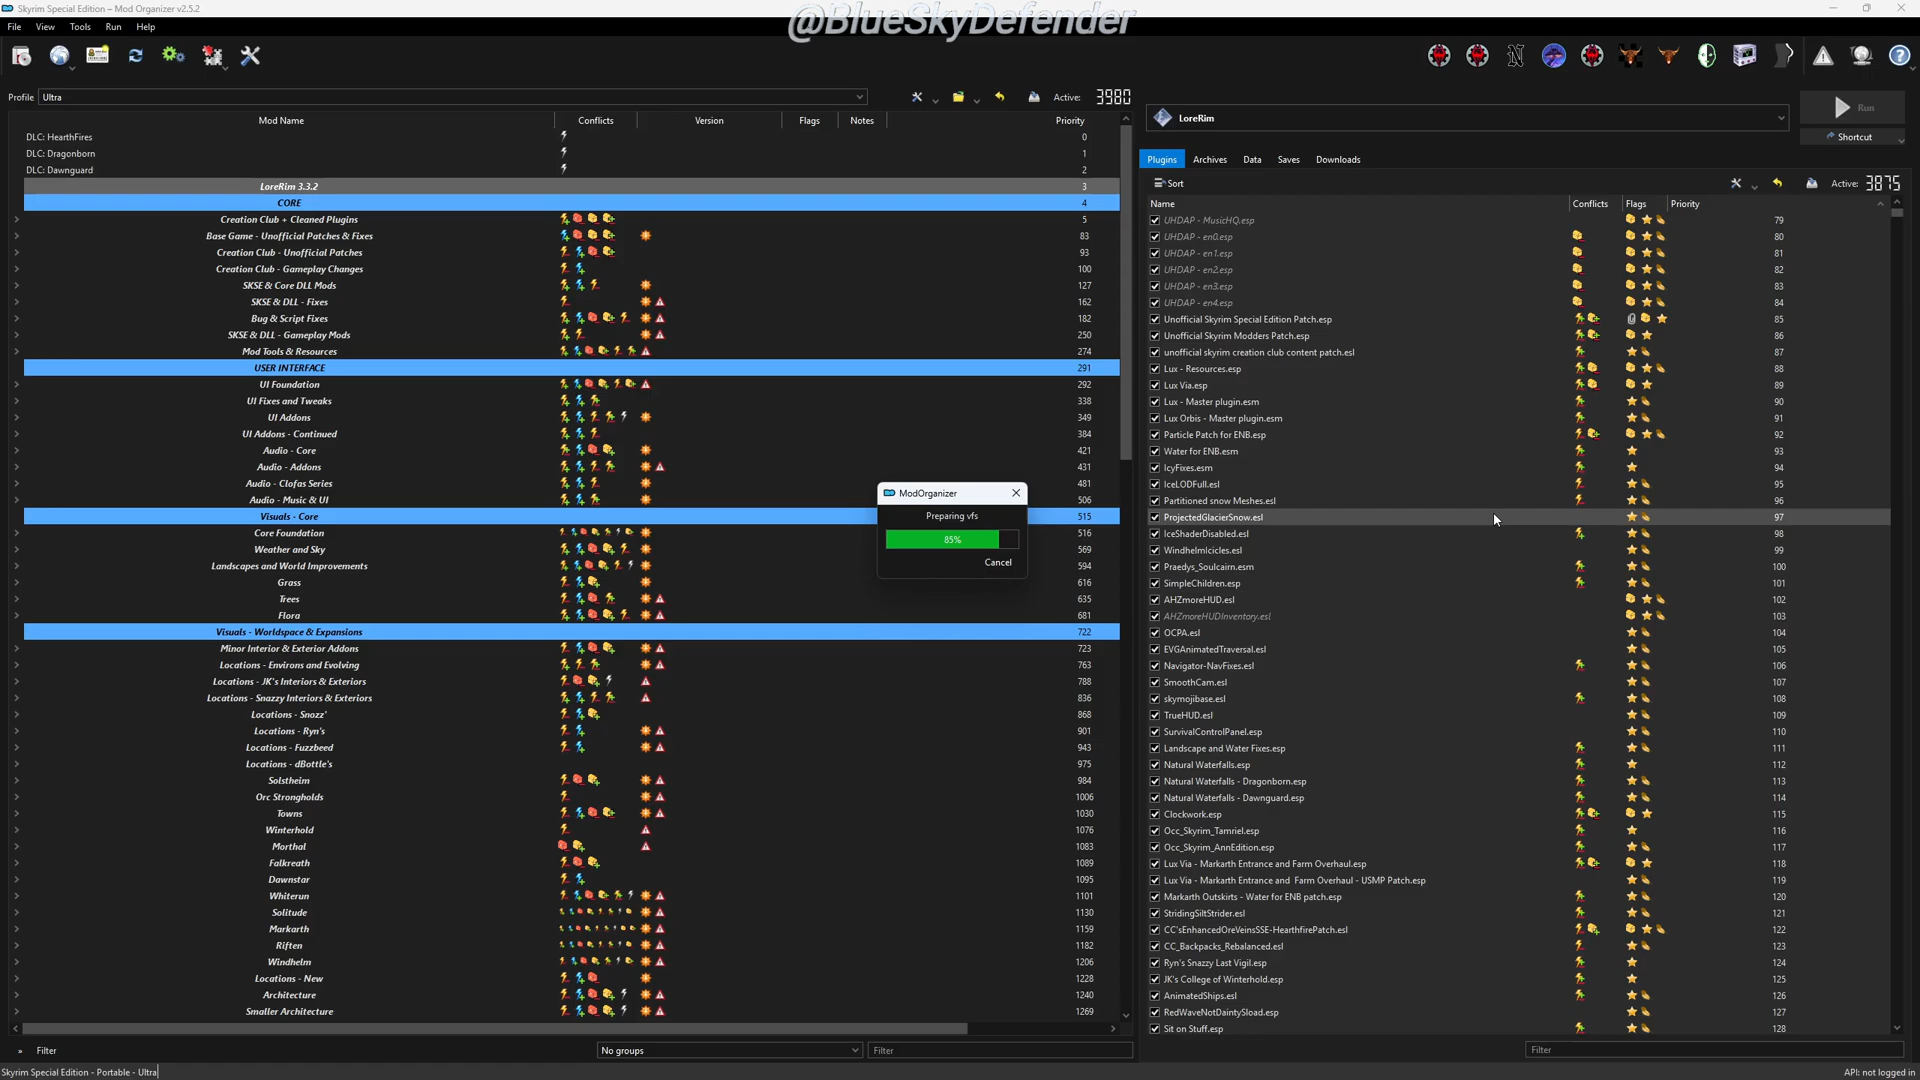 Skyrim Special Edition – Mod Organizer v2.5.2
@BlueSkyDefender
File View Tools Run Help
Profile Ultra Active: 3980
LoreRim Run
Shortcut
Mod Name Conflicts Version Flags Notes Priority
DLC: HearthFires 0
DLC: Dragonborn 1
DLC: Dawnguard 2
LoreRim 3.3.2 3
CORE 4
Creation Club + Cleaned Plugins 5
Base Game - Unofficial Patches & Fixes 83
Creation Club - Unofficial Patches 93
Creation Club - Gameplay Changes 100
SKSE & Core DLL Mods 127
SKSE & DLL - Fixes 162
Bug & Script Fixes 182
SKSE & DLL - Gameplay Mods 250
Mod Tools & Resources 274
USER INTERFACE 291
UI Foundation 292
UI Fixes and Tweaks 338
UI Addons 349
UI Addons - Continued 384
Audio - Core 421
Audio - Addons 431
Audio - Clofas Series 481
Audio - Music & UI 506
Visuals - Core 515
Core Foundation 516
Weather and Sky 569
Landscapes and World Improvements 594
Grass 616
Trees 635
Flora 681
Visuals - Worldspace & Expansions 722
Minor Interior & Exterior Addons 723
Locations - Environs and Evolving 763
Locations - JK's Interiors & Exteriors 788
Locations - Snazzy Interiors & Exteriors 836
Locations - Snozz' 868
Locations - Ryn's 901
Locations - Fuzzbeed 943
Locations - dBottle's 975
Solstheim 984
Orc Strongholds 1006
Towns 1030
Winterhold 1076
Morthal 1083
Falkreath 1089
Dawnstar 1095
Whiterun 1101
Solitude 1130
Markarth 1159
Riften 1182
Windhelm 1206
Locations - New 1228
Architecture 1240
Smaller Architecture 1269
» Filter No groups Filter
ModOrganizer
Preparing vfs
85%
Cancel
Plugins Archives Data Saves Downloads
Sort Active: 3875
Name Conflicts Flags Priority
UHDAP - MusicHQ.esp 79
UHDAP - en0.esp 80
UHDAP - en1.esp 81
UHDAP - en2.esp 82
UHDAP - en3.esp 83
UHDAP - en4.esp 84
Unofficial Skyrim Special Edition Patch.esp 85
Unofficial Skyrim Modders Patch.esp 86
unofficial skyrim creation club content patch.esl 87
Lux - Resources.esp 88
Lux Via.esp 89
Lux - Master plugin.esm 90
Lux Orbis - Master plugin.esm 91
Particle Patch for ENB.esp 92
Water for ENB.esm 93
IcyFixes.esm 94
IceLODFull.esl 95
Partitioned snow Meshes.esl 96
ProjectedGlacierSnow.esl 97
IceShaderDisabled.esl 98
WindhelmIcicles.esl 99
Praedys_Soulcairn.esm 100
SimpleChildren.esp 101
AHZmoreHUD.esl 102
AHZmoreHUDInventory.esl 103
OCPA.esl 104
EVGAnimatedTraversal.esl 105
Navigator-NavFixes.esl 106
SmoothCam.esl 107
skymojibase.esl 108
TrueHUD.esl 109
SurvivalControlPanel.esp 110
Landscape and Water Fixes.esp 111
Natural Waterfalls.esp 112
Natural Waterfalls - Dragonborn.esp 113
Natural Waterfalls - Dawnguard.esp 114
Clockwork.esp 115
Occ_Skyrim_Tamriel.esp 116
Occ_Skyrim_AnnEdition.esp 117
Lux Via - Markarth Entrance and Farm Overhaul.esp 118
Lux Via - Markarth Entrance and Farm Overhaul - USMP Patch.esp 119
Markarth Outskirts - Water for ENB patch.esp 120
StridingSiltStrider.esl 121
CC'sEnhancedOreVeinsSSE-HearthfirePatch.esl 122
CC_Backpacks_Rebalanced.esl 123
Ryn's Snazzy Last Vigil.esp 124
JK's College of Winterhold.esp 125
AnimatedShips.esl 126
RedWaveNotDaintySload.esp 127
Sit on Stuff.esp 128
Filter
Skyrim Special Edition - Portable - Ultra API: not logged in